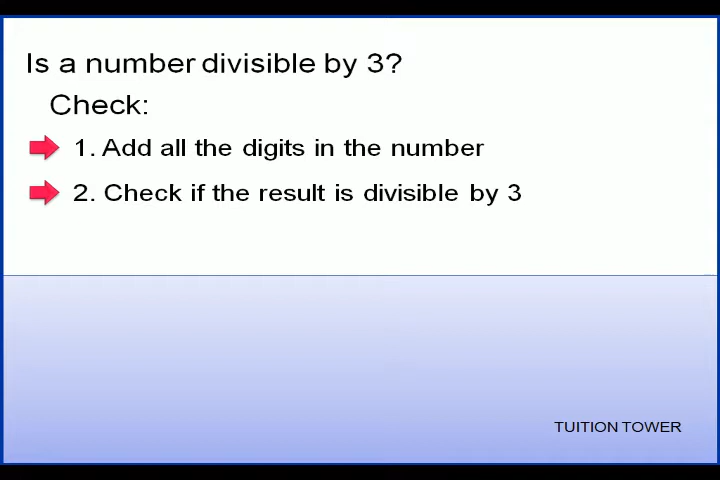 Is a number divisible by 3?
Check:
1. Add all the digits in the number
2. Check if the result is divisible by 3
TUITION TOWER